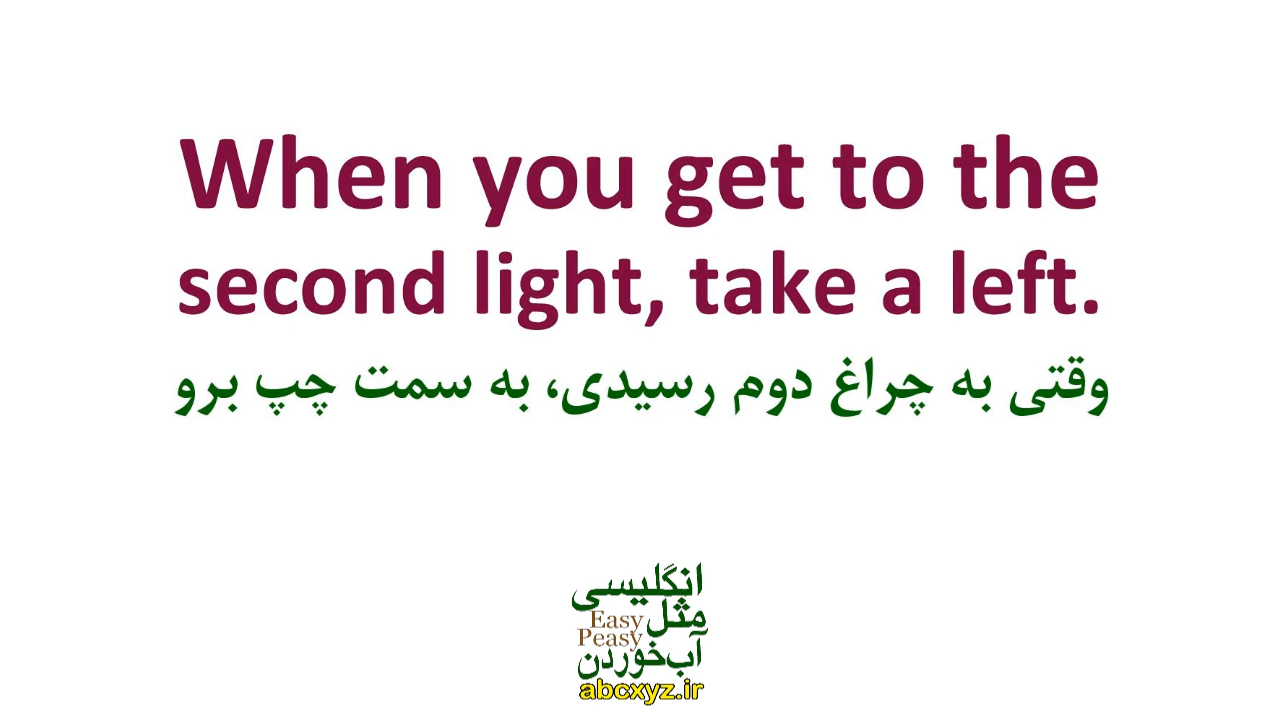 When you get to the
second light, take a left.
وقتی به چراغ دوم رسیدی، به سمت چپ برو
انگلیسی
مثل
Easy
Peasy
آب‌خوردن
abcxyz.ir